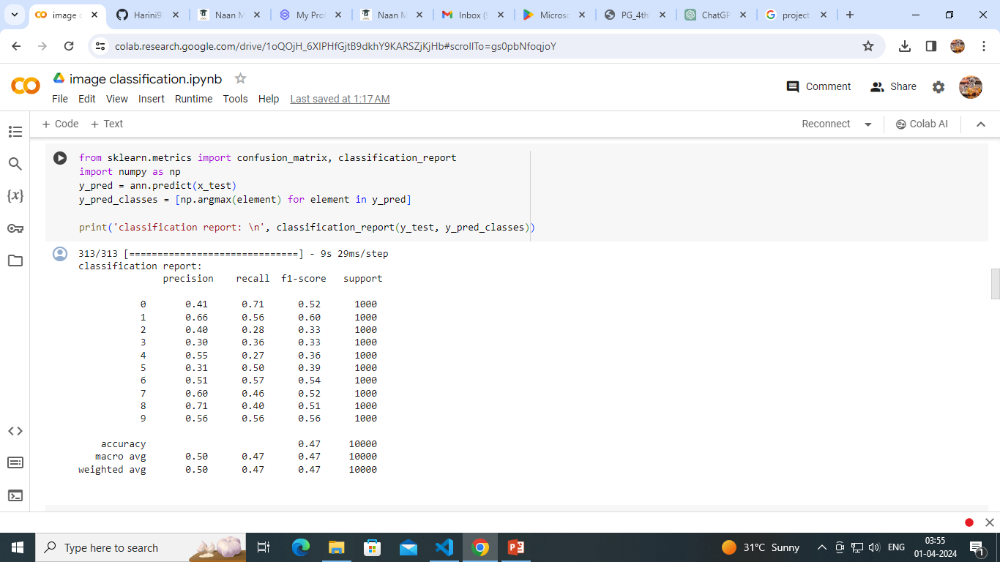 image c
Harini9
Naan M
My Prof
Naan M
Inbox (5
Microso
PG_4th
ChatGP
project
colab.research.google.com/drive/1oQOjH_6XIPHfGjtB9dkhY9KARSZjKjHb#scrollTo=gs0pbNfoqjoY
image classification.ipynb
Comment Share
File Edit View Insert Runtime Tools Help Last saved at 1:17 AM
+ Code + Text Reconnect Colab AI
from sklearn.metrics import confusion_matrix, classification_report
import numpy as np
y_pred = ann.predict(x_test)
y_pred_classes = [np.argmax(element) for element in y_pred]
print('classification report: \n', classification_report(y_test, y_pred_classes))
313/313 [==============================] - 9s 29ms/step
classification report:
precision recall f1-score support
0 0.41 0.71 0.52 1000
1 0.66 0.56 0.60 1000
2 0.40 0.28 0.33 1000
3 0.30 0.36 0.33 1000
4 0.55 0.27 0.36 1000
5 0.31 0.50 0.39 1000
6 0.51 0.57 0.54 1000
7 0.60 0.46 0.52 1000
8 0.71 0.40 0.51 1000
9 0.56 0.56 0.56 1000
accuracy 0.47 10000
macro avg 0.50 0.47 0.47 10000
weighted avg 0.50 0.47 0.47 10000
Type here to search
31°C Sunny
ENG
03:55
01-04-2024
1